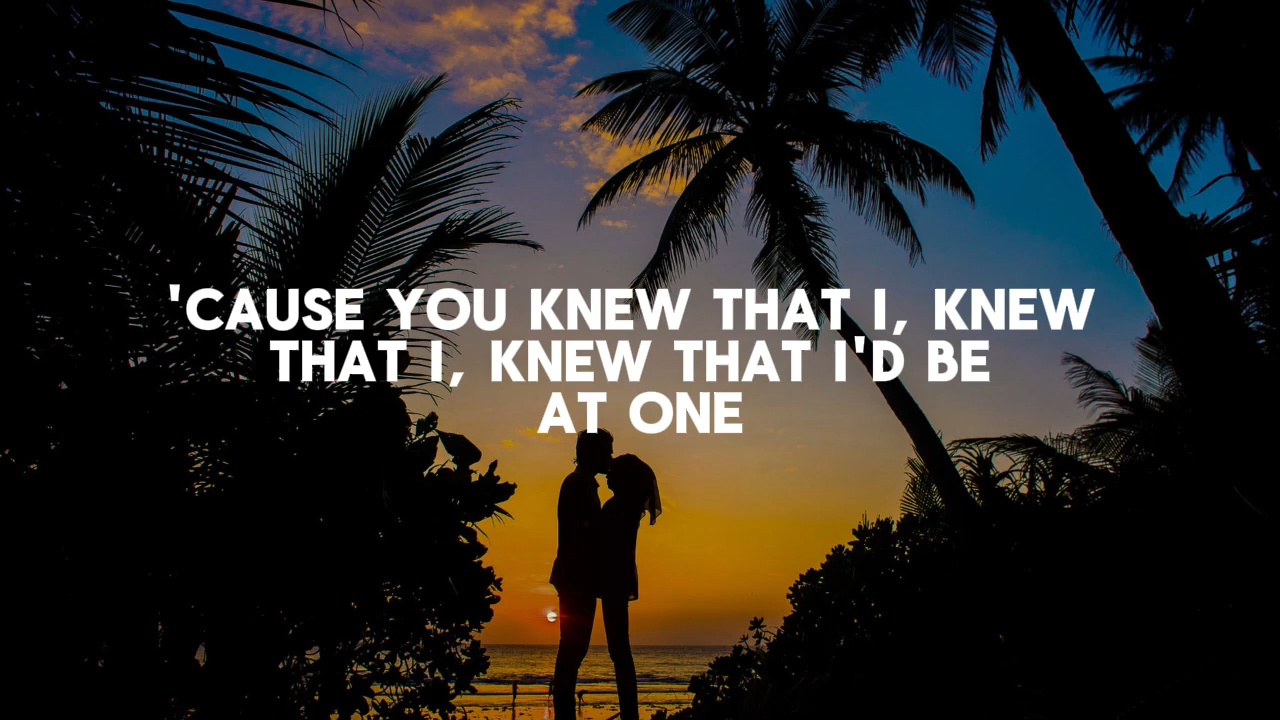 'CAUSE YOU KNEW THAT I, KNEW
THAT I, KNEW THAT I'D BE
AT ONE